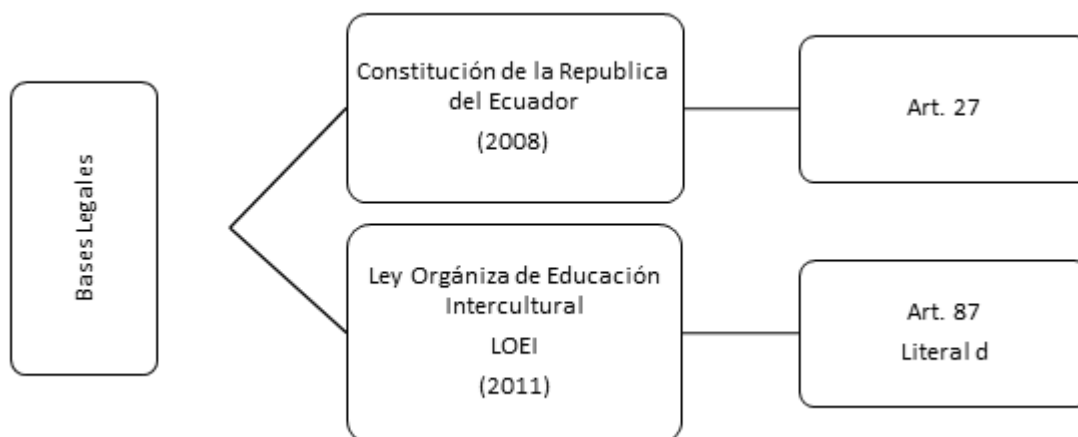 Bases Legales
Constitución de la Republica
del Ecuador
(2008)
Art. 27
Ley Orgániza de Educación
Intercultural
LOEI
(2011)
Art. 87
Literal d